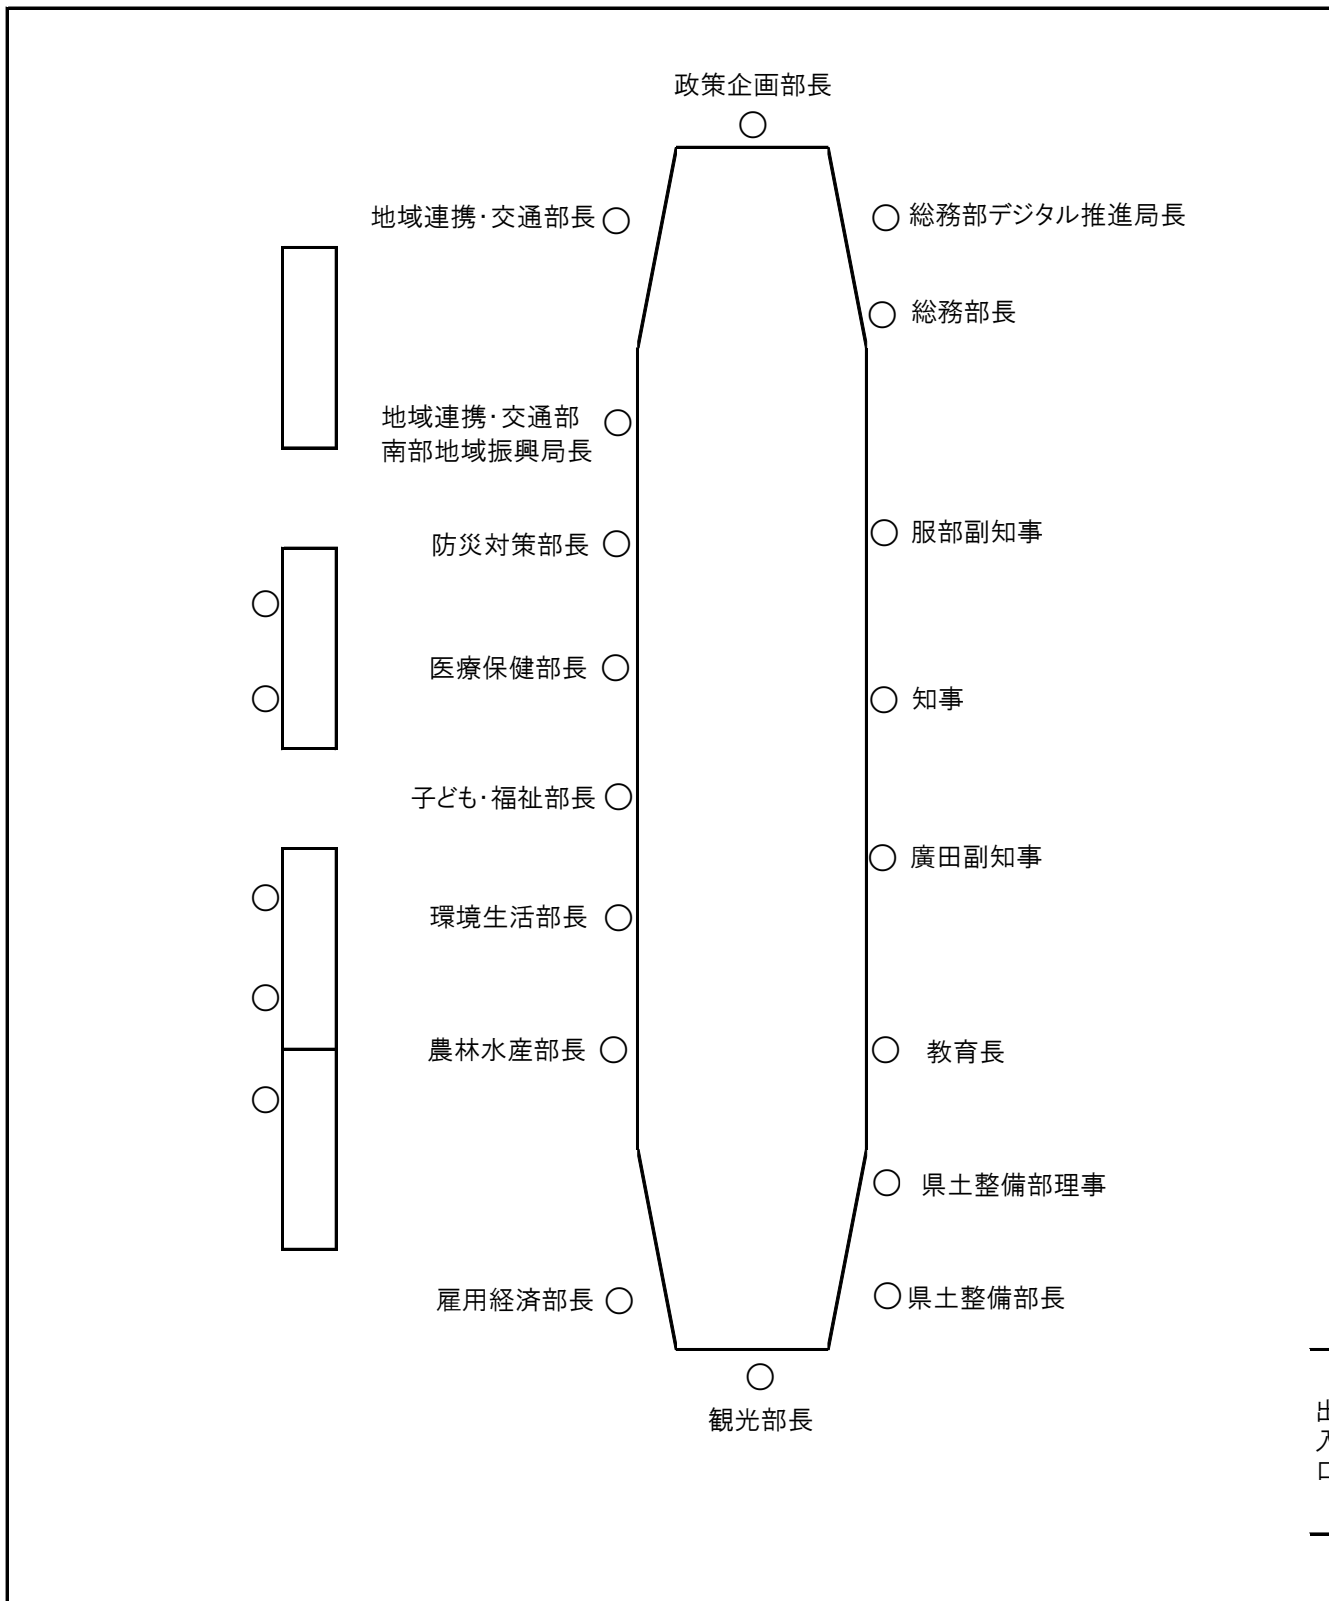 政策企画部長
地域連携・交通部長
総務部デジタル推進局長
総務部長
地域連携・交通部
南部地域振興局長
防災対策部長
服部副知事
医療保健部長
知事
子ども・福祉部長
廣田副知事
環境生活部長
農林水産部長
教育長
県土整備部理事
雇用経済部長
県土整備部長
観光部長
出入口